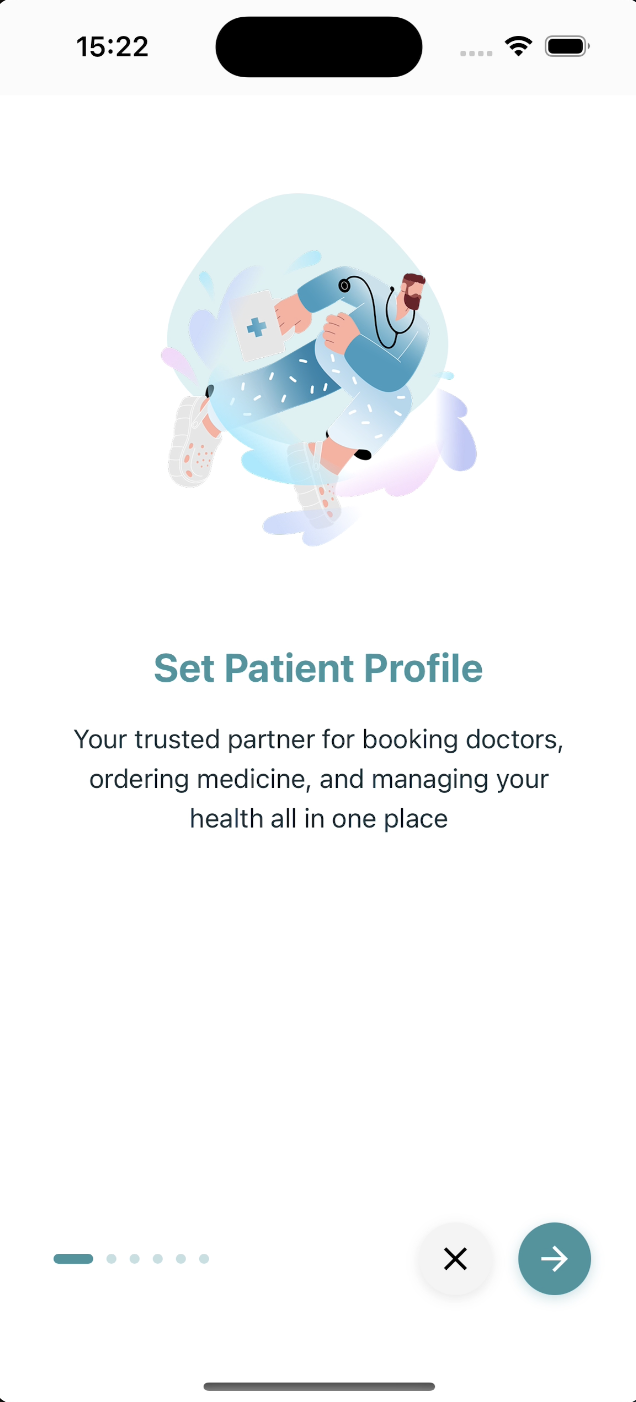 15:22
Set Patient Profile
Your trusted partner for booking doctors,
ordering medicine, and managing your
health all in one place